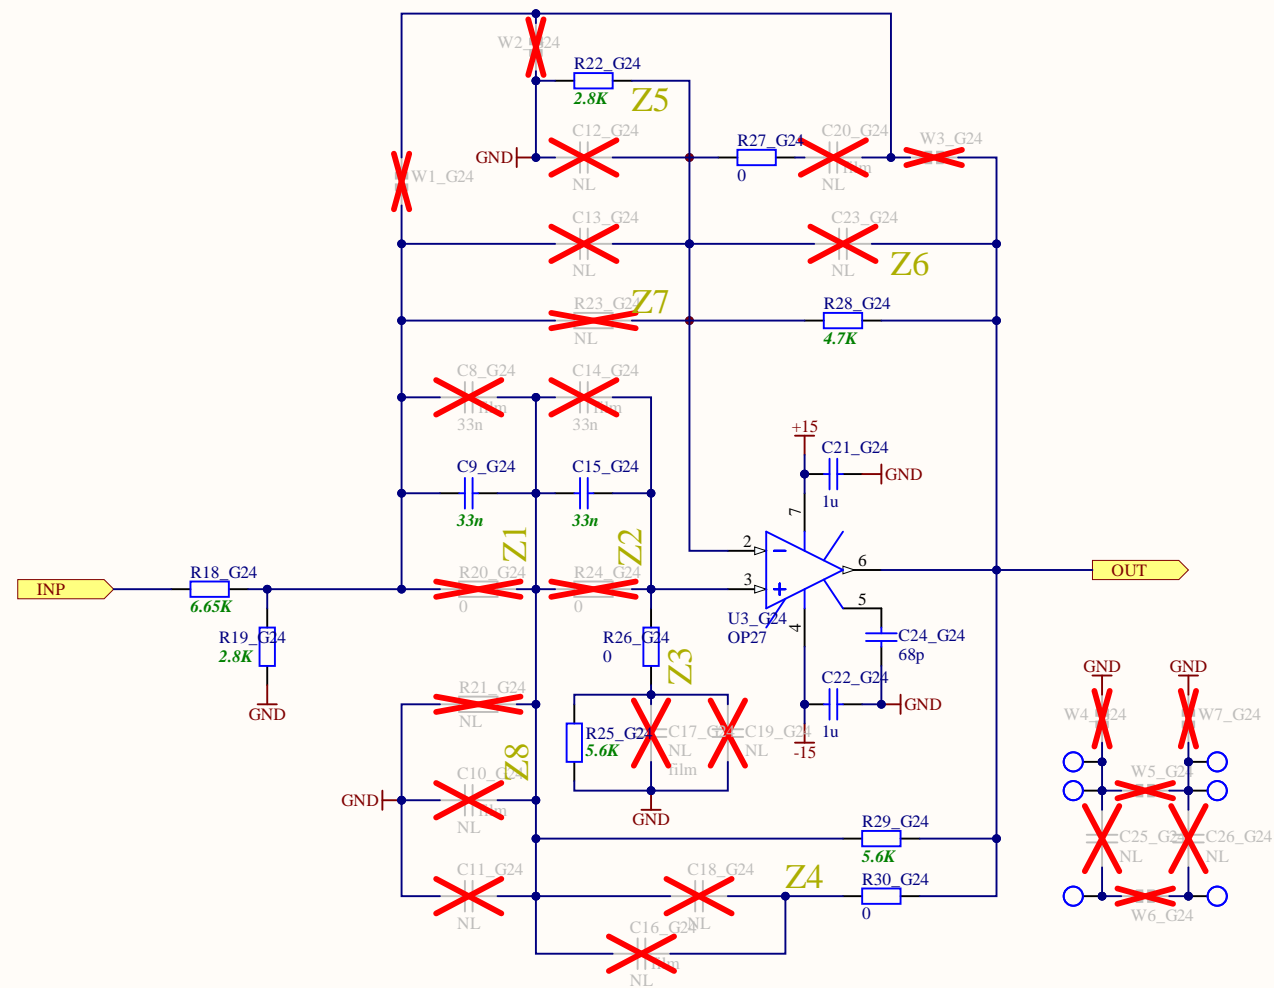 W2_G24
R22_G24
2.8K
Z5
C12_G24
GND
NL
R27_G24
0
C20_G24
film
NL
W3_G24
W1_G24
C13_G24
NL
C23_G24
NL
Z6
R23_G24
Z7
NL
R28_G24
4.7K
C8_G24
film
33n
C14_G24
film
33n
+15
C21_G24
GND
1u
7
C9_G24
33n
C15_G24
33n
Z1
Z2
2
3
6
5
4
U3_G24
OP27
OUT
INP
R18_G24
6.65K
R19_G24
2.8K
GND
R20_G24
0
R24_G24
0
R26_G24
0
Z3
C24_G24
68p
C22_G24
GND
1u
-15
R21_G24
NL
R25_G24
5.6K
C17_G24
NL
film
C19_G24
NL
GND
Z8
C10_G24
film
NL
GND
R29_G24
5.6K
C11_G24
NL
C18_G24
NL
Z4
R30_G24
0
C16_G24
film
NL
GND
GND
W4_G24
W7_G24
W5_G24
C25_G24
NL
C26_G24
NL
W6_G24